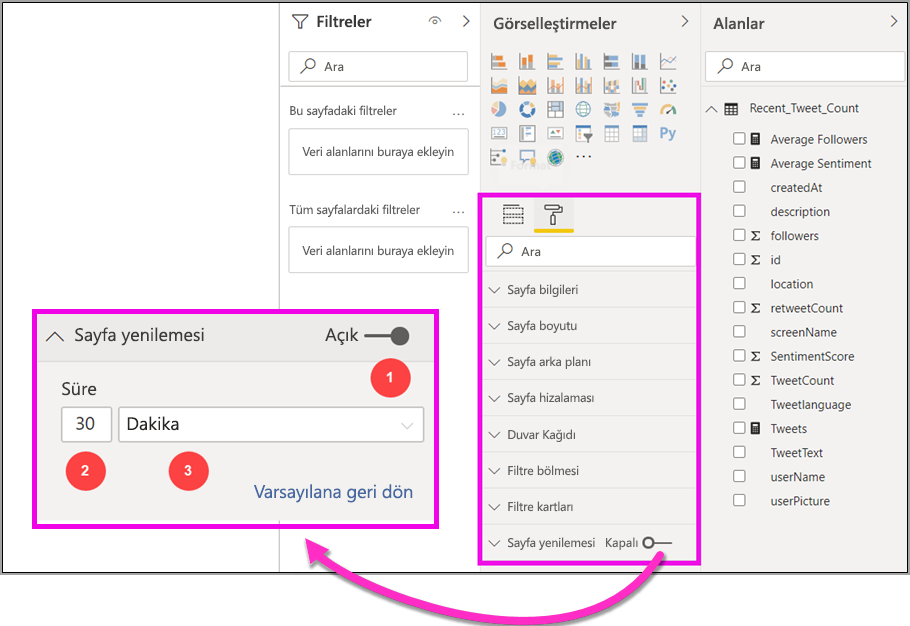 Filtreler
Ara
Bu sayfadaki filtreler
...
Veri alanlarını buraya ekleyin
Tüm sayfalardaki filtreler
...
Veri alanlarını buraya ekleyin
Sayfa yenilemesi Açık
1
Süre
30 Dakika
2 3
Varsayılana geri dön
Görselleştirmeler
123
Py
...
Format
Ara
Sayfa bilgileri
Sayfa boyutu
Sayfa arka planı
Sayfa hizalaması
Duvar Kağıdı
Filtre bölmesi
Filtre kartları
Sayfa yenilemesi Kapalı
Alanlar
Ara
Recent_Tweet_Count
Average Followers
Average Sentiment
createdAt
description
Σ followers
Σ id
location
Σ retweetCount
screenName
Σ SentimentScore
Σ TweetCount
Tweetlanguage
Tweets
TweetText
userName
userPicture